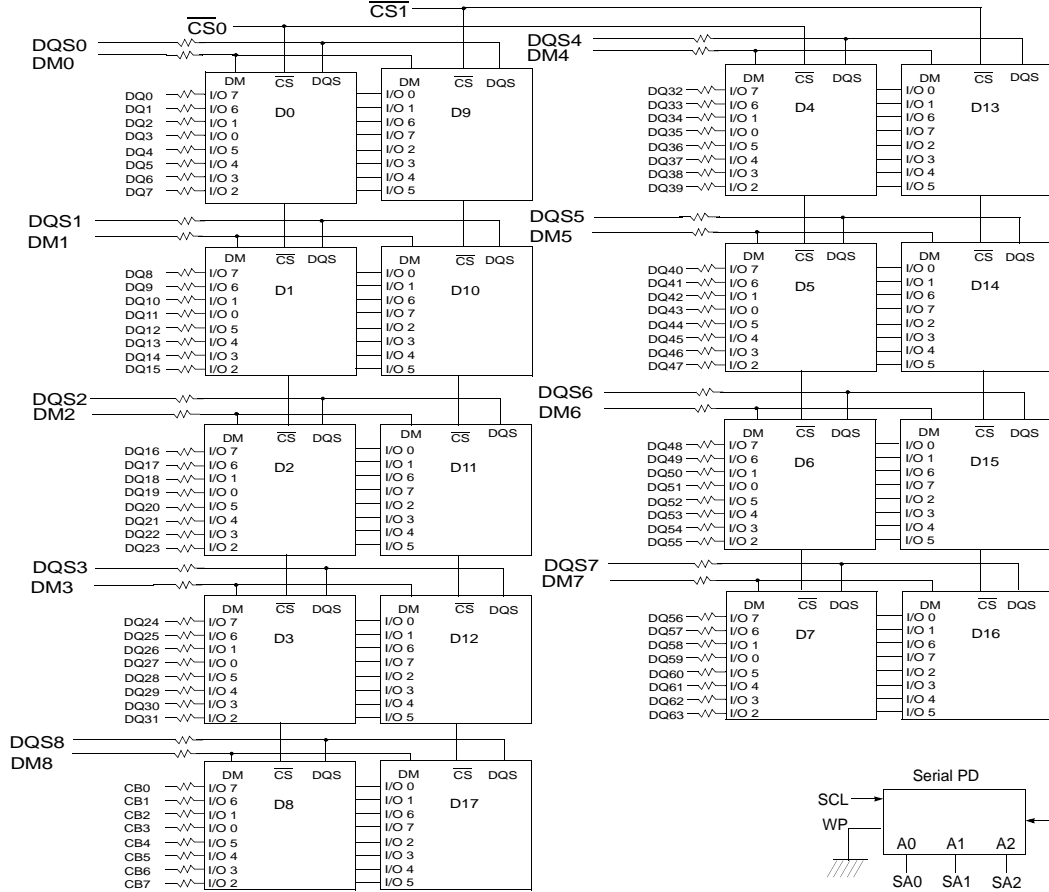 CS0
CS1
DQS0
DM0
DM CS DQS
DM CS DQS
D0
D9
DQ0 I/O 7 I/O 0
DQ1 I/O 6 I/O 1
DQ2 I/O 1 I/O 6
DQ3 I/O 0 I/O 7
DQ4 I/O 5 I/O 2
DQ5 I/O 4 I/O 3
DQ6 I/O 3 I/O 4
DQ7 I/O 2 I/O 5
DQS1
DM1
DM CS DQS
DM CS DQS
D1
D10
DQ8 I/O 7 I/O 0
DQ9 I/O 6 I/O 1
DQ10 I/O 1 I/O 6
DQ11 I/O 0 I/O 7
DQ12 I/O 5 I/O 2
DQ13 I/O 4 I/O 3
DQ14 I/O 3 I/O 4
DQ15 I/O 2 I/O 5
DQS2
DM2
DM CS DQS
DM CS DQS
D2
D11
DQ16 I/O 7 I/O 0
DQ17 I/O 6 I/O 1
DQ18 I/O 1 I/O 6
DQ19 I/O 0 I/O 7
DQ20 I/O 5 I/O 2
DQ21 I/O 4 I/O 3
DQ22 I/O 3 I/O 4
DQ23 I/O 2 I/O 5
DQS3
DM3
DM CS DQS
DM CS DQS
D3
D12
DQ24 I/O 7 I/O 0
DQ25 I/O 6 I/O 1
DQ26 I/O 1 I/O 6
DQ27 I/O 0 I/O 7
DQ28 I/O 5 I/O 2
DQ29 I/O 4 I/O 3
DQ30 I/O 3 I/O 4
DQ31 I/O 2 I/O 5
DQS8
DM8
DM CS DQS
DM CS DQS
D8
D17
CB0 I/O 7 I/O 0
CB1 I/O 6 I/O 1
CB2 I/O 1 I/O 6
CB3 I/O 0 I/O 7
CB4 I/O 5 I/O 2
CB5 I/O 4 I/O 3
CB6 I/O 3 I/O 4
CB7 I/O 2 I/O 5
DQS4
DM4
DM CS DQS
DM CS DQS
D4
D13
DQ32 I/O 7 I/O 0
DQ33 I/O 6 I/O 1
DQ34 I/O 1 I/O 6
DQ35 I/O 0 I/O 7
DQ36 I/O 5 I/O 2
DQ37 I/O 4 I/O 3
DQ38 I/O 3 I/O 4
DQ39 I/O 2 I/O 5
DQS5
DM5
DM CS DQS
DM CS DQS
D5
D14
DQ40 I/O 7 I/O 0
DQ41 I/O 6 I/O 1
DQ42 I/O 1 I/O 6
DQ43 I/O 0 I/O 7
DQ44 I/O 5 I/O 2
DQ45 I/O 4 I/O 3
DQ46 I/O 3 I/O 4
DQ47 I/O 2 I/O 5
DQS6
DM6
DM CS DQS
DM CS DQS
D6
D15
DQ48 I/O 7 I/O 0
DQ49 I/O 6 I/O 1
DQ50 I/O 1 I/O 6
DQ51 I/O 0 I/O 7
DQ52 I/O 5 I/O 2
DQ53 I/O 4 I/O 3
DQ54 I/O 3 I/O 4
DQ55 I/O 2 I/O 5
DQS7
DM7
DM CS DQS
DM CS DQS
D7
D16
DQ56 I/O 7 I/O 0
DQ57 I/O 6 I/O 1
DQ58 I/O 1 I/O 6
DQ59 I/O 0 I/O 7
DQ60 I/O 5 I/O 2
DQ61 I/O 4 I/O 3
DQ62 I/O 3 I/O 4
DQ63 I/O 2 I/O 5
Serial PD
SCL
WP
A0 A1 A2
SA0 SA1 SA2